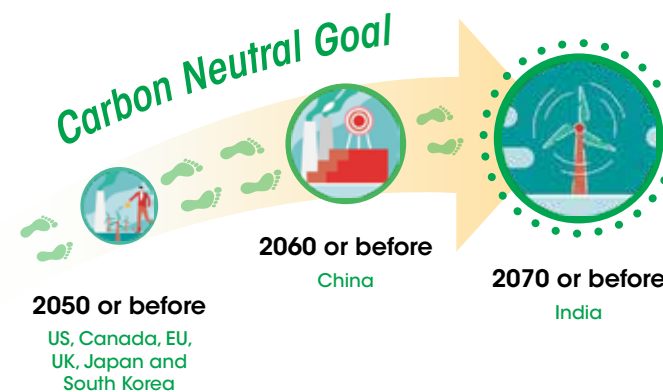 Carbon Neutral Goal
2050 or before
US, Canada, EU,
UK, Japan and
South Korea
2060 or before
China
2070 or before
India